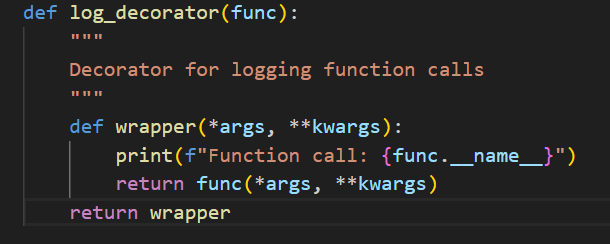 def log_decorator(func):
    """
    Decorator for logging function calls
    """
    def wrapper(*args, **kwargs):
        print(f"Function call: {func.__name__}")
        return func(*args, **kwargs)
    return wrapper